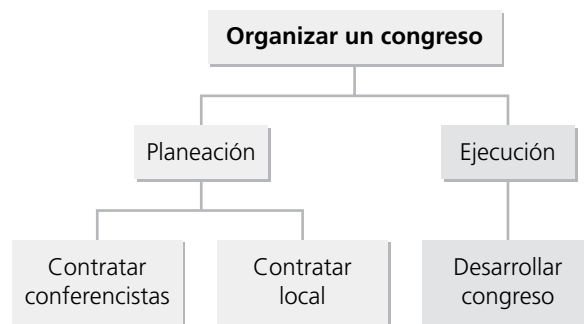 Organizar un congreso
Planeación
Ejecución
Contratar
conferencistas
Contratar
local
Desarrollar
congreso